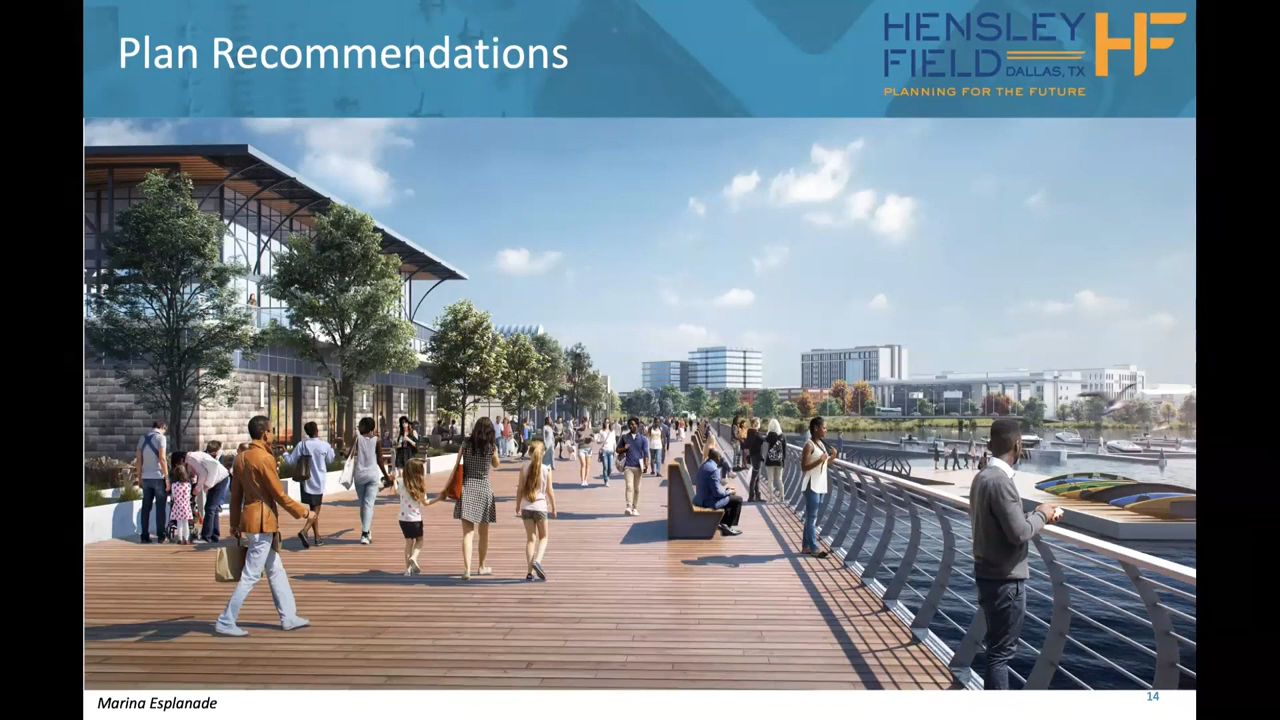 Plan Recommendations
HENSLEY
FIELD DALLAS, TX
HF
PLANNING FOR THE FUTURE
Marina Esplanade
14